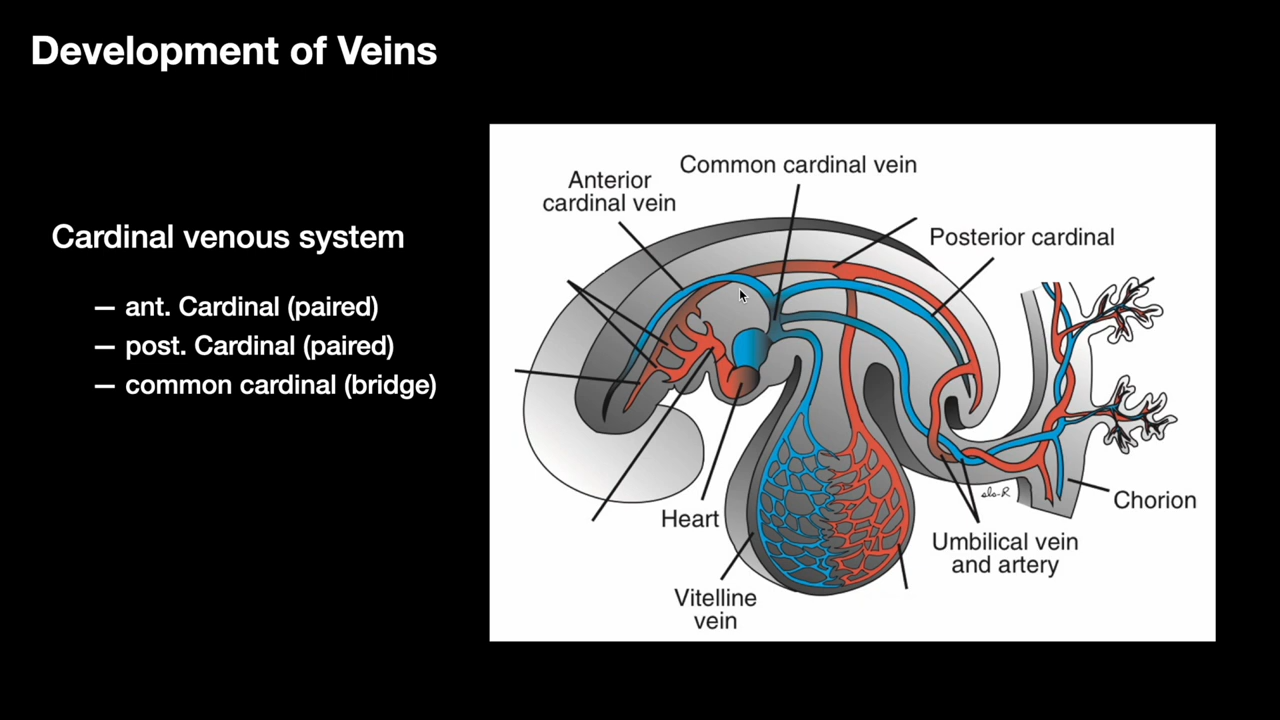 Development of Veins
Cardinal venous system
— ant. Cardinal (paired)
— post. Cardinal (paired)
— common cardinal (bridge)
Common cardinal vein
Anterior
cardinal vein
Posterior cardinal
Heart
Chorion
Umbilical vein
and artery
Vitelline
vein